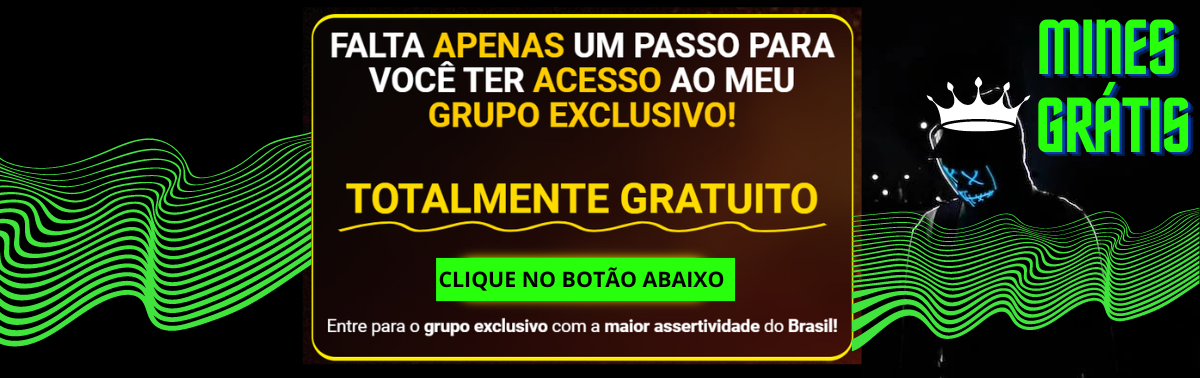 FALTA APENAS UM PASSO PARA
VOCÊ TER ACESSO AO MEU
GRUPO EXCLUSIVO!
TOTALMENTE GRATUITO
CLIQUE NO BOTÃO ABAIXO
Entre para o grupo exclusivo com a maior assertividade do Brasil!
MINES
GRÁTIS